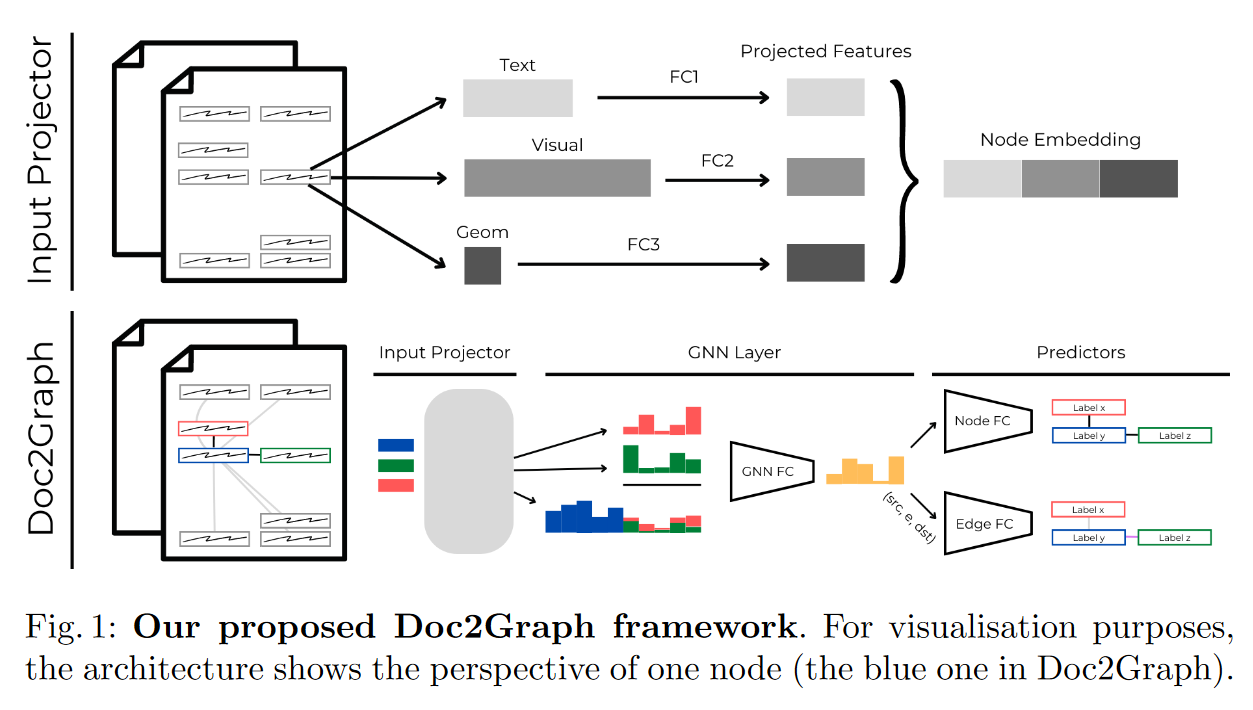 Input Projector
Text
FC1
Projected Features
Visual
FC2
Node Embedding
Geom
FC3
Doc2Graph
Input Projector
GNN Layer
Predictors
GNN FC
(src, e, dst)
Node FC
Label x
Label y
Label z
Edge FC
Label x
Label y
Label z
Fig. 1: Our proposed Doc2Graph framework. For visualisation purposes,
the architecture shows the perspective of one node (the blue one in Doc2Graph).